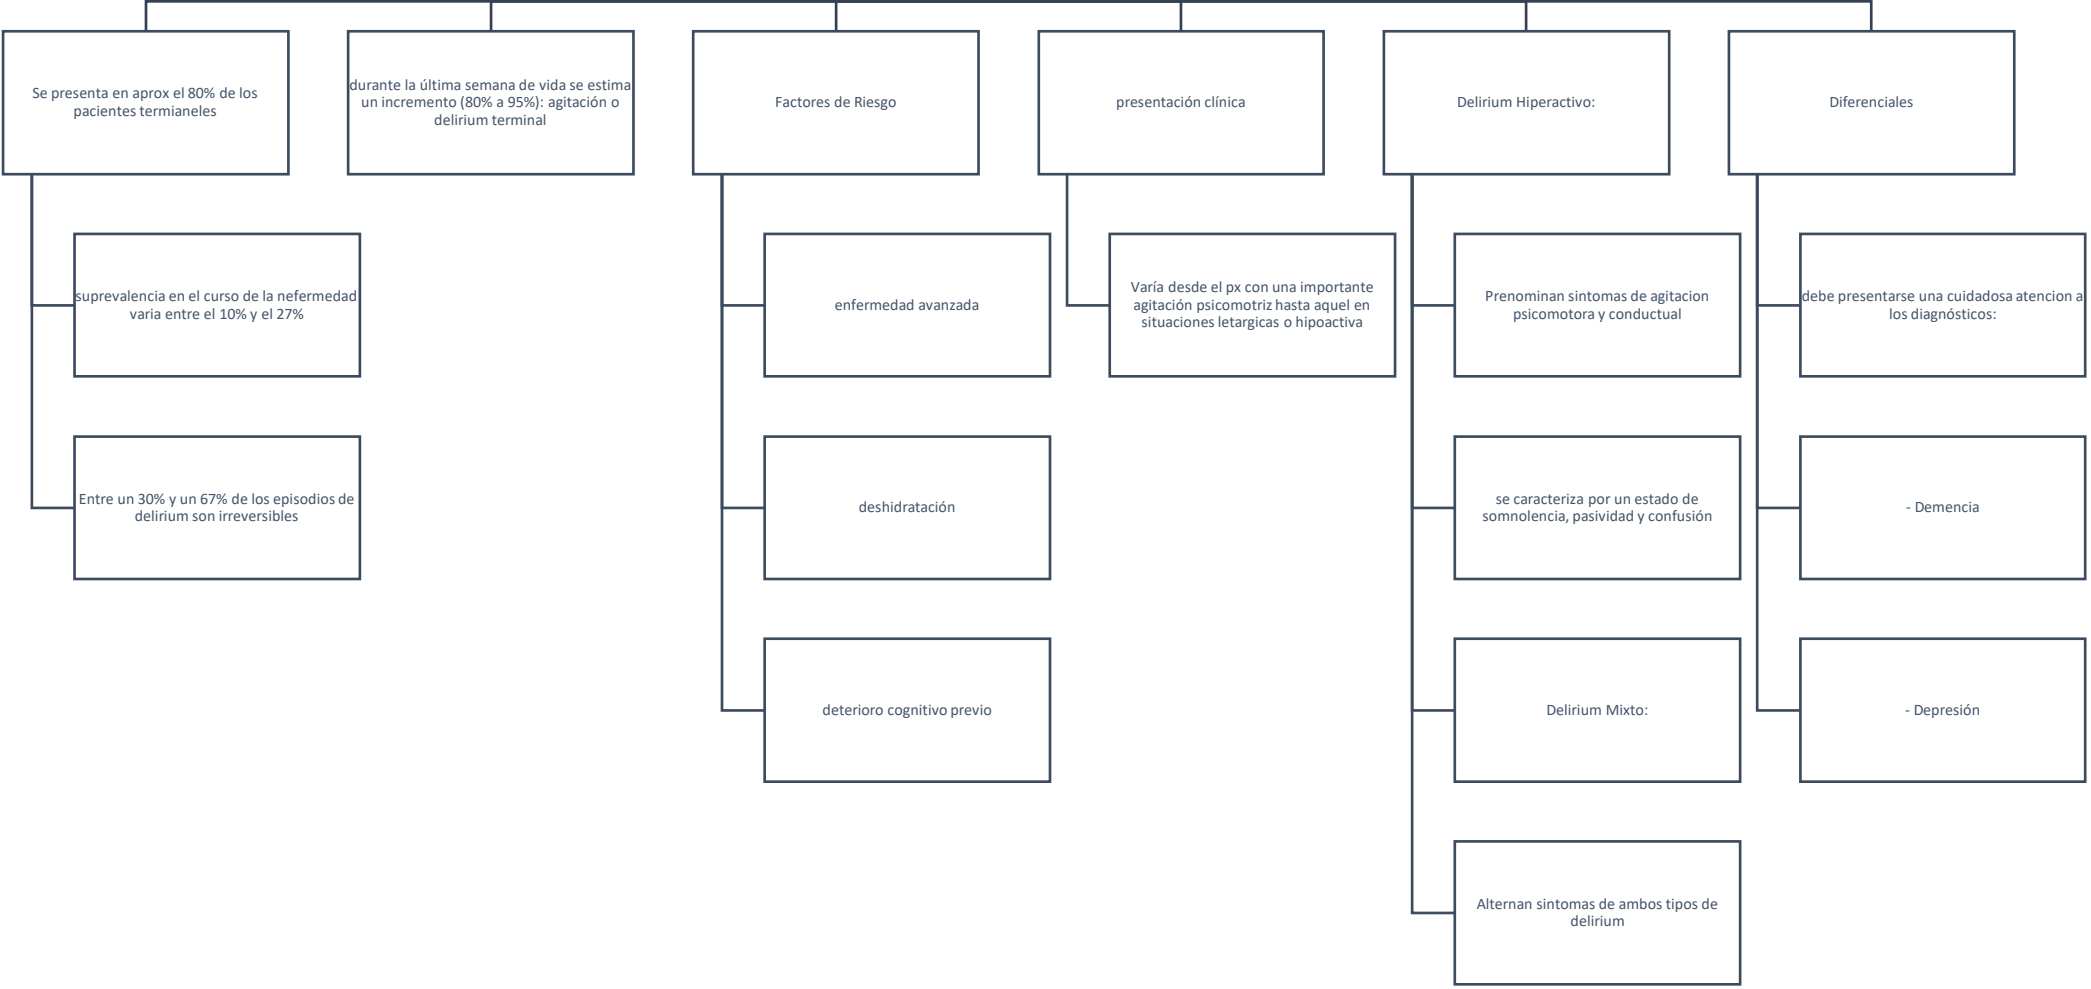 Se presenta en aprox el 80% de los
pacientes termianeles
suprevalencia en el curso de la nefermedad
varia entre el 10% y el 27%
Entre un 30% y un 67% de los episodios de
delirium son irreversibles
durante la última semana de vida se estima
un incremento (80% a 95%): agitación o
delirium terminal
Factores de Riesgo
enfermedad avanzada
deshidratación
deterioro cognitivo previo
presentación clínica
Varía desde el px con una importante
agitación psicomotriz hasta aquel en
situaciones letargicas o hipoactiva
Delirium Hiperactivo:
Prenominan sintomas de agitacion
psicomotora y conductual
se caracteriza por un estado de
somnolencia, pasividad y confusión
Delirium Mixto:
Alternan sintomas de ambos tipos de
delirium
Diferenciales
debe presentarse una cuidadosa atencion a
los diagnósticos:
- Demencia
- Depresión